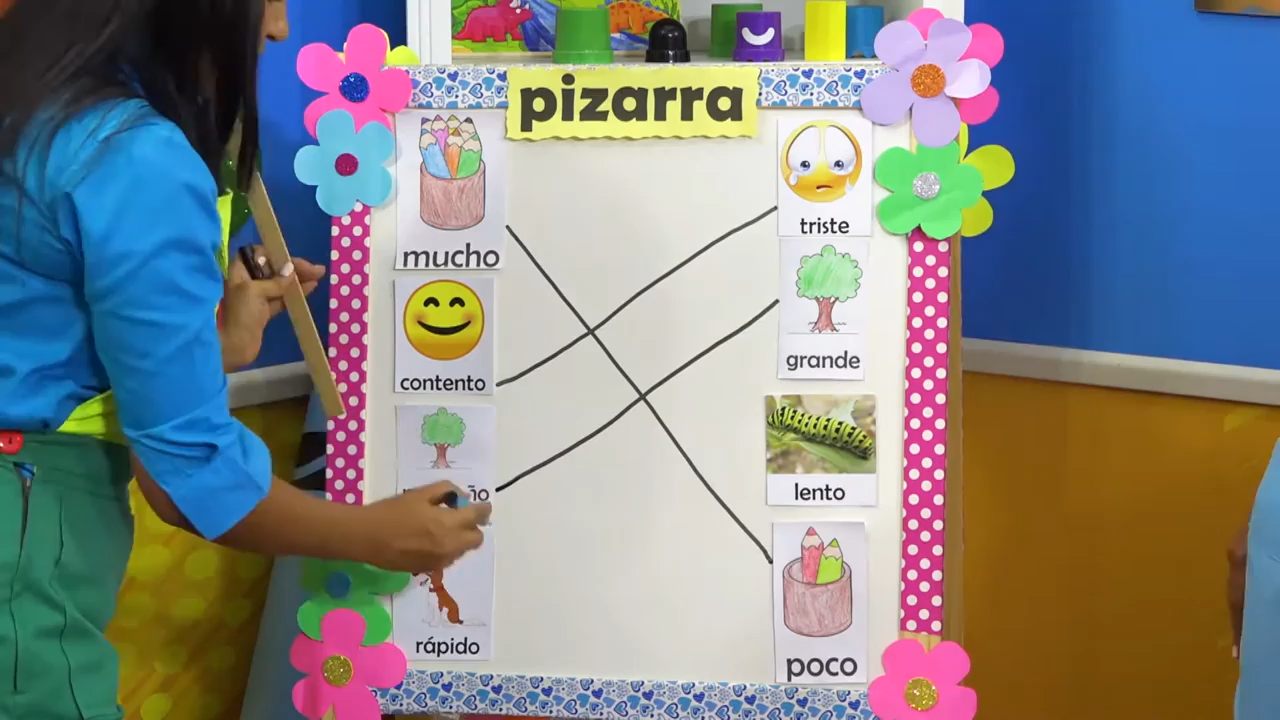 pizarra
mucho
triste
contento
grande
lento
rápido
poco